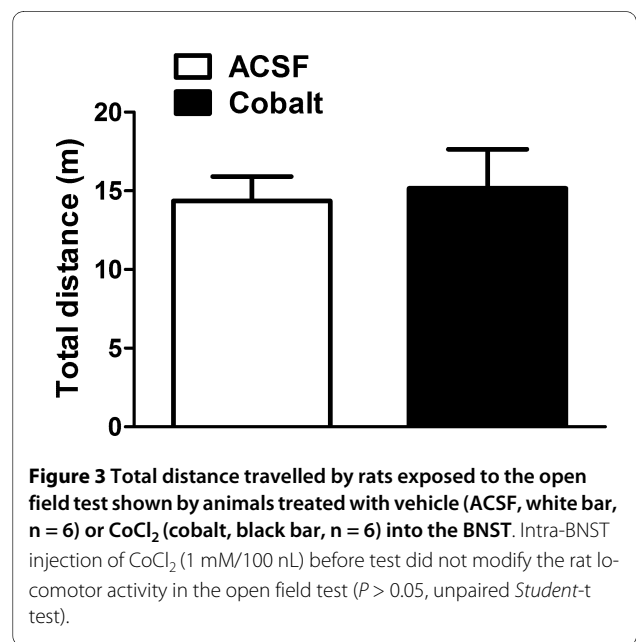 ACSF
Cobalt
20
15
10
5
0
Total distance (m)
Figure 3 Total distance travelled by rats exposed to the open
field test shown by animals treated with vehicle (ACSF, white bar,
n = 6) or CoCl2 (cobalt, black bar, n = 6) into the BNST. Intra-BNST
injection of CoCl2 (1 mM/100 nL) before test did not modify the rat lo-
comotor activity in the open field test (P > 0.05, unpaired Student-t
test).